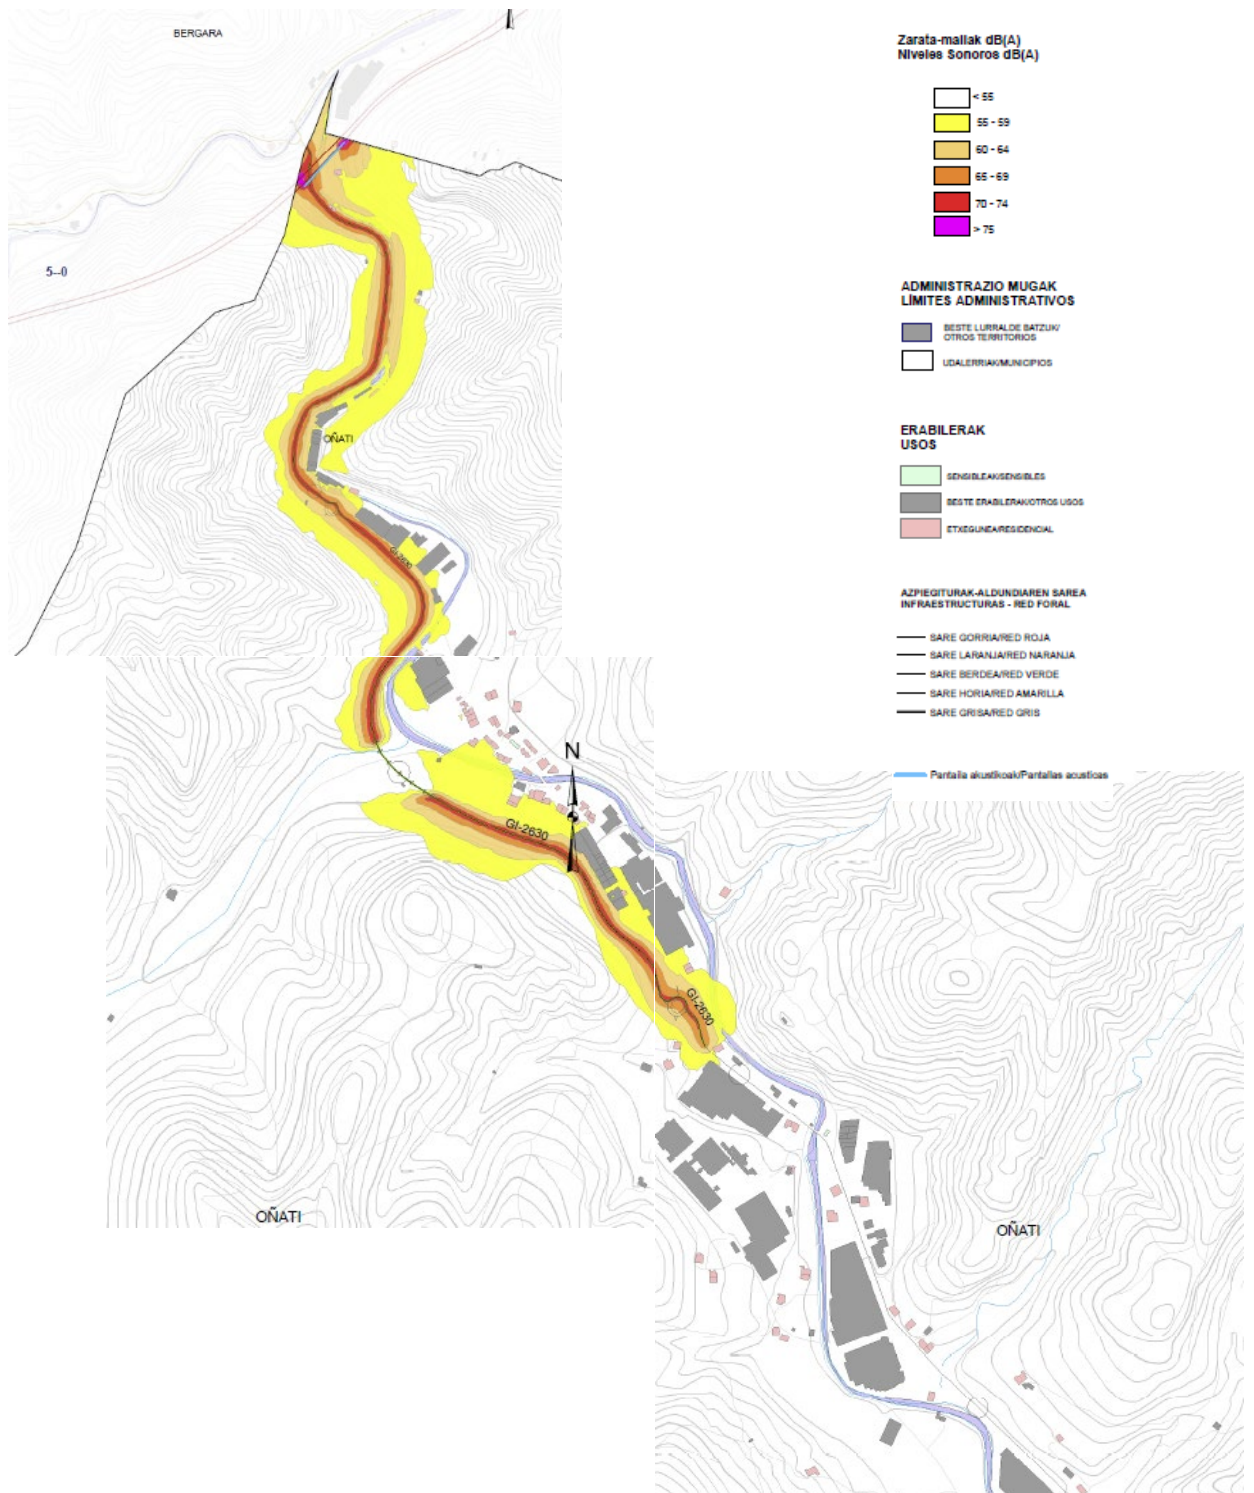 BERGARA
5--0
OÑATI
GI-2630
N
GI-2630
GI-2630
OÑATI
OÑATI
Zarata-mailak dB(A)
Niveles Sonoros dB(A)
< 55
55 - 59
60 - 64
65 - 69
70 - 74
> 75
ADMINISTRAZIO MUGAK
LÍMITES ADMINISTRATIVOS
BESTE LURRALDE BATZUK/
OTROS TERRITORIOS
UDALERRIAK/MUNICIPIOS
ERABILERAK
USOS
SENSIBLEAK/SENSIBLES
BESTE ERABILERAK/OTROS USOS
ETXEGUNEA/RESIDENCIAL
AZPIEGITURAK-ALDUNDIAREN SAREA
INFRAESTRUCTURAS - RED FORAL
SARE GORRIA/RED ROJA
SARE LARANJA/RED NARANJA
SARE BERDEA/RED VERDE
SARE HORIA/RED AMARILLA
SARE GRISA/RED GRIS
Pantaila akustikoak/Pantallas acusticas